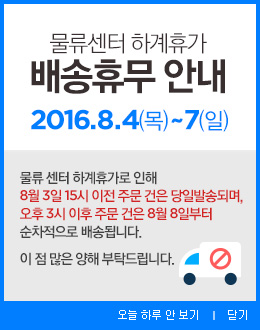 물류센터 하계휴가
배송휴무 안내
2016.8.4(목)~7(일)
물류 센터 하계휴가로 인해
8월 3일 15시 이전 주문 건은 당일발송되며,
오후 3시 이후 주문 건은 8월 8일부터
순차적으로 배송됩니다.
이 점 많은 양해 부탁드립니다.
오늘 하루 안 보기 | 닫기